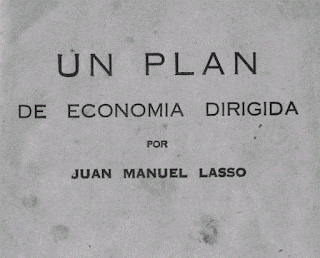 UN PLAN
DE ECONOMIA DIRIGIDA
POR
JUAN MANUEL LASSO